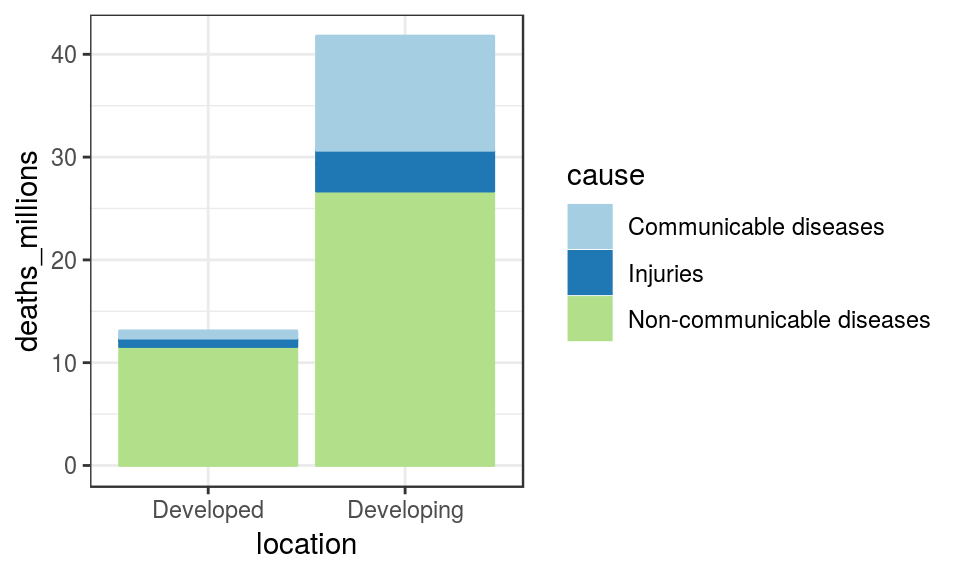 deaths_millions
40
30
20
10
0
Developed
Developing
location
cause
Communicable diseases
Injuries
Non-communicable diseases